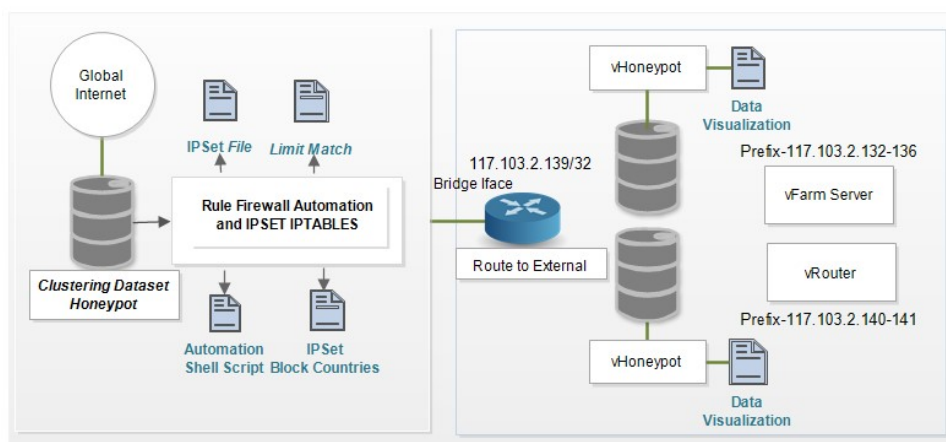 Global
Internet
IPSet File
Limit Match
Rule Firewall Automation
and IPSET IPTABLES
Clustering Dataset
Honeypot
Automation
Shell Script
IPSet
Block Countries
117.103.2.139/32
Bridge Iface
Route to External
vHoneypot
Data
Visualization
Prefix-117.103.2.132-136
vFarm Server
vRouter
Prefix-117.103.2.140-141
vHoneypot
Data
Visualization